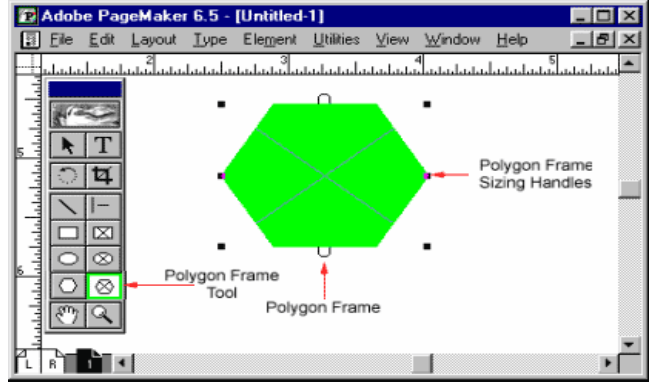 Adobe PageMaker 6.5 - [Untitled-1]
File Edit Layout Type Element Utilities View Window Help
2 3 4 5
T
5
Polygon Frame
Sizing Handles
6
Polygon Frame
Tool
Polygon Frame
L R 1